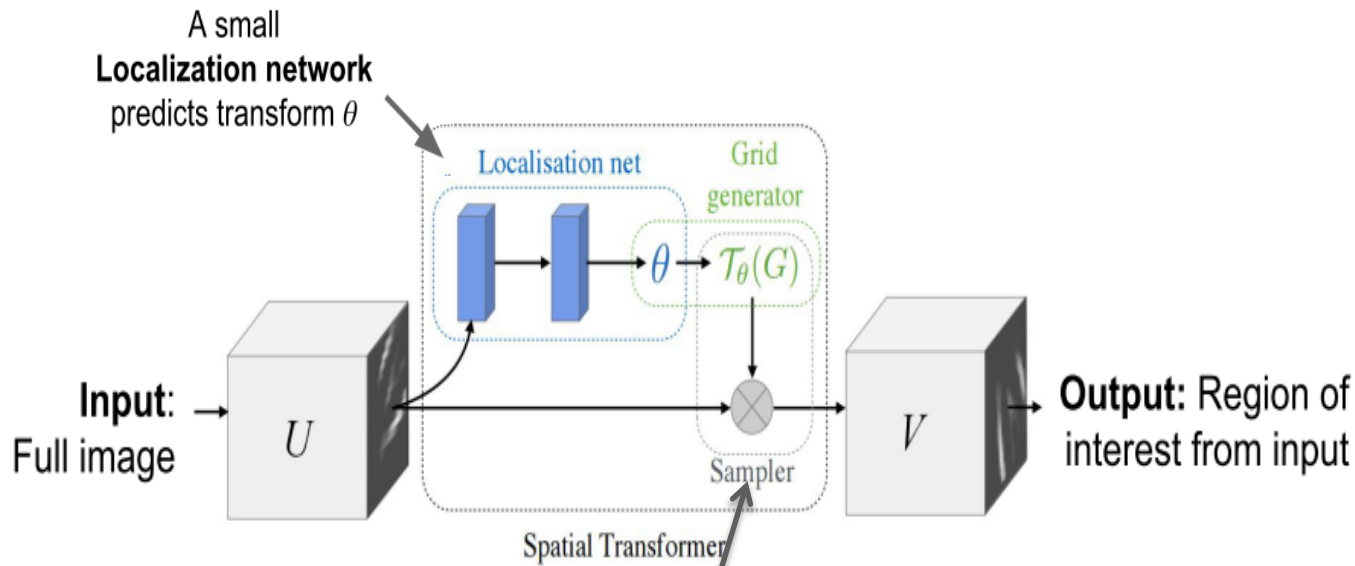 A small
Localization network
predicts transform θ
Localisation net
Grid
generator
θ
𝒯θ(G)
Input:
Full image
U
V
Output: Region of
interest from input
Sampler
Spatial Transformer